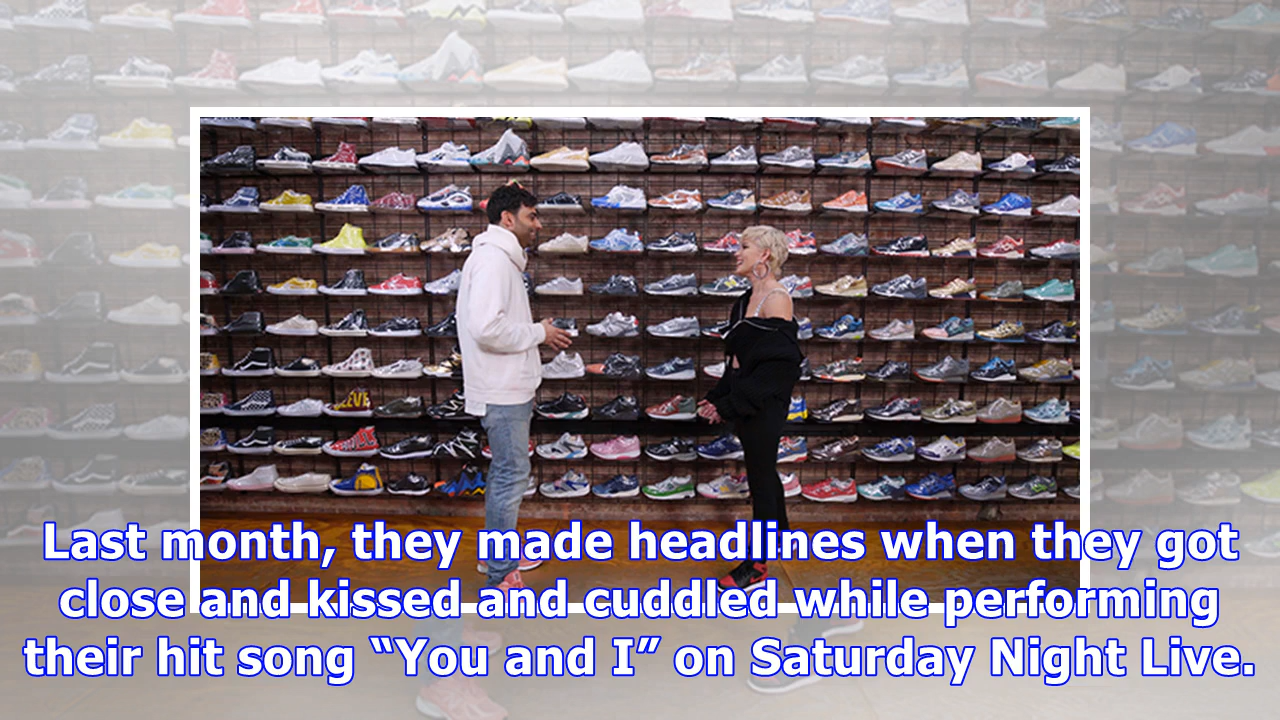 Last month, they made headlines when they got
close and kissed and cuddled while performing
their hit song “You and I” on Saturday Night Live.